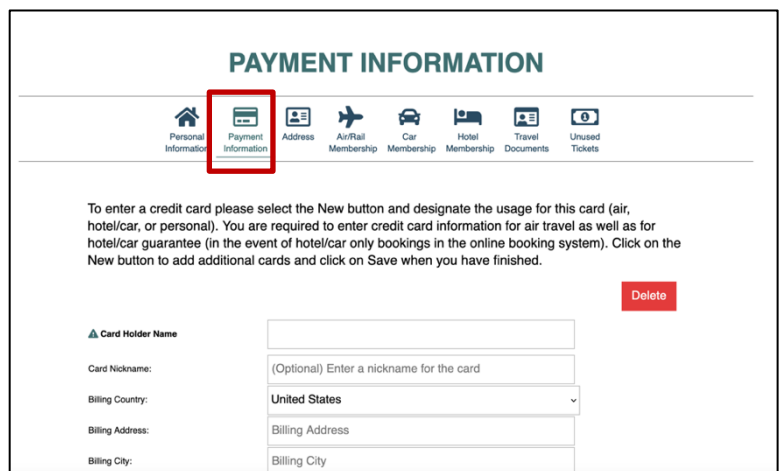 PAYMENT INFORMATION
Personal Information
Payment Information
Address
Air/Rail Membership
Car Membership
Hotel Membership
Travel Documents
Unused Tickets
To enter a credit card please select the New button and designate the usage for this card (air,
hotel/car, or personal). You are required to enter credit card information for air travel as well as for
hotel/car guarantee (in the event of hotel/car only bookings in the online booking system). Click on the
New button to add additional cards and click on Save when you have finished.
Delete
Card Holder Name
Card Nickname: (Optional) Enter a nickname for the card
Billing Country: United States
Billing Address: Billing Address
Billing City: Billing City